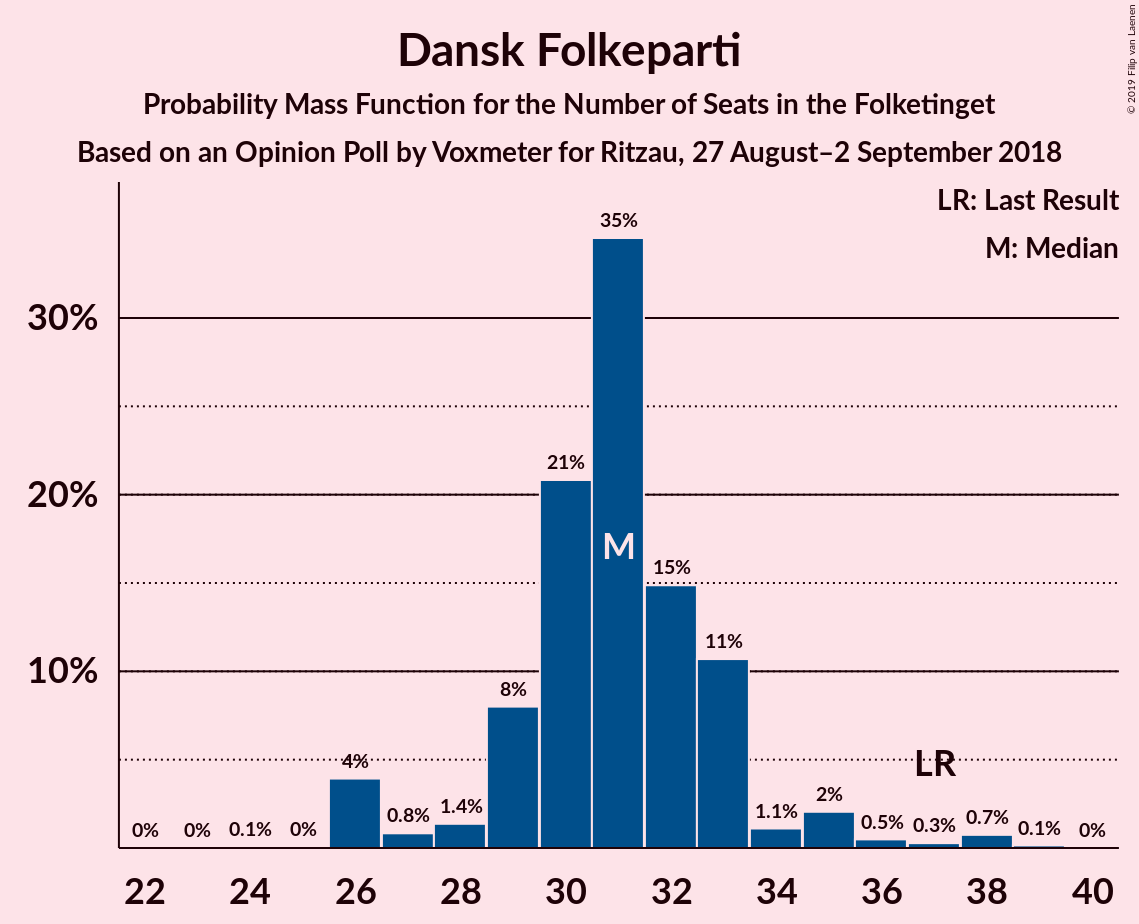 Dansk Folkeparti
Probability Mass Function for the Number of Seats in the Folketinget
Based on an Opinion Poll by Voxmeter for Ritzau, 27 August–2 September 2018
© 2019 Filip van Laenen
LR: Last Result
M: Median
30%
20%
10%
0%
0%
0.1%
0%
4%
0.8%
1.4%
8%
21%
35%
M
15%
11%
1.1%
2%
0.5%
LR
0.3%
0.7%
0.1%
0%
22 24 26 28 30 32 34 36 38 40